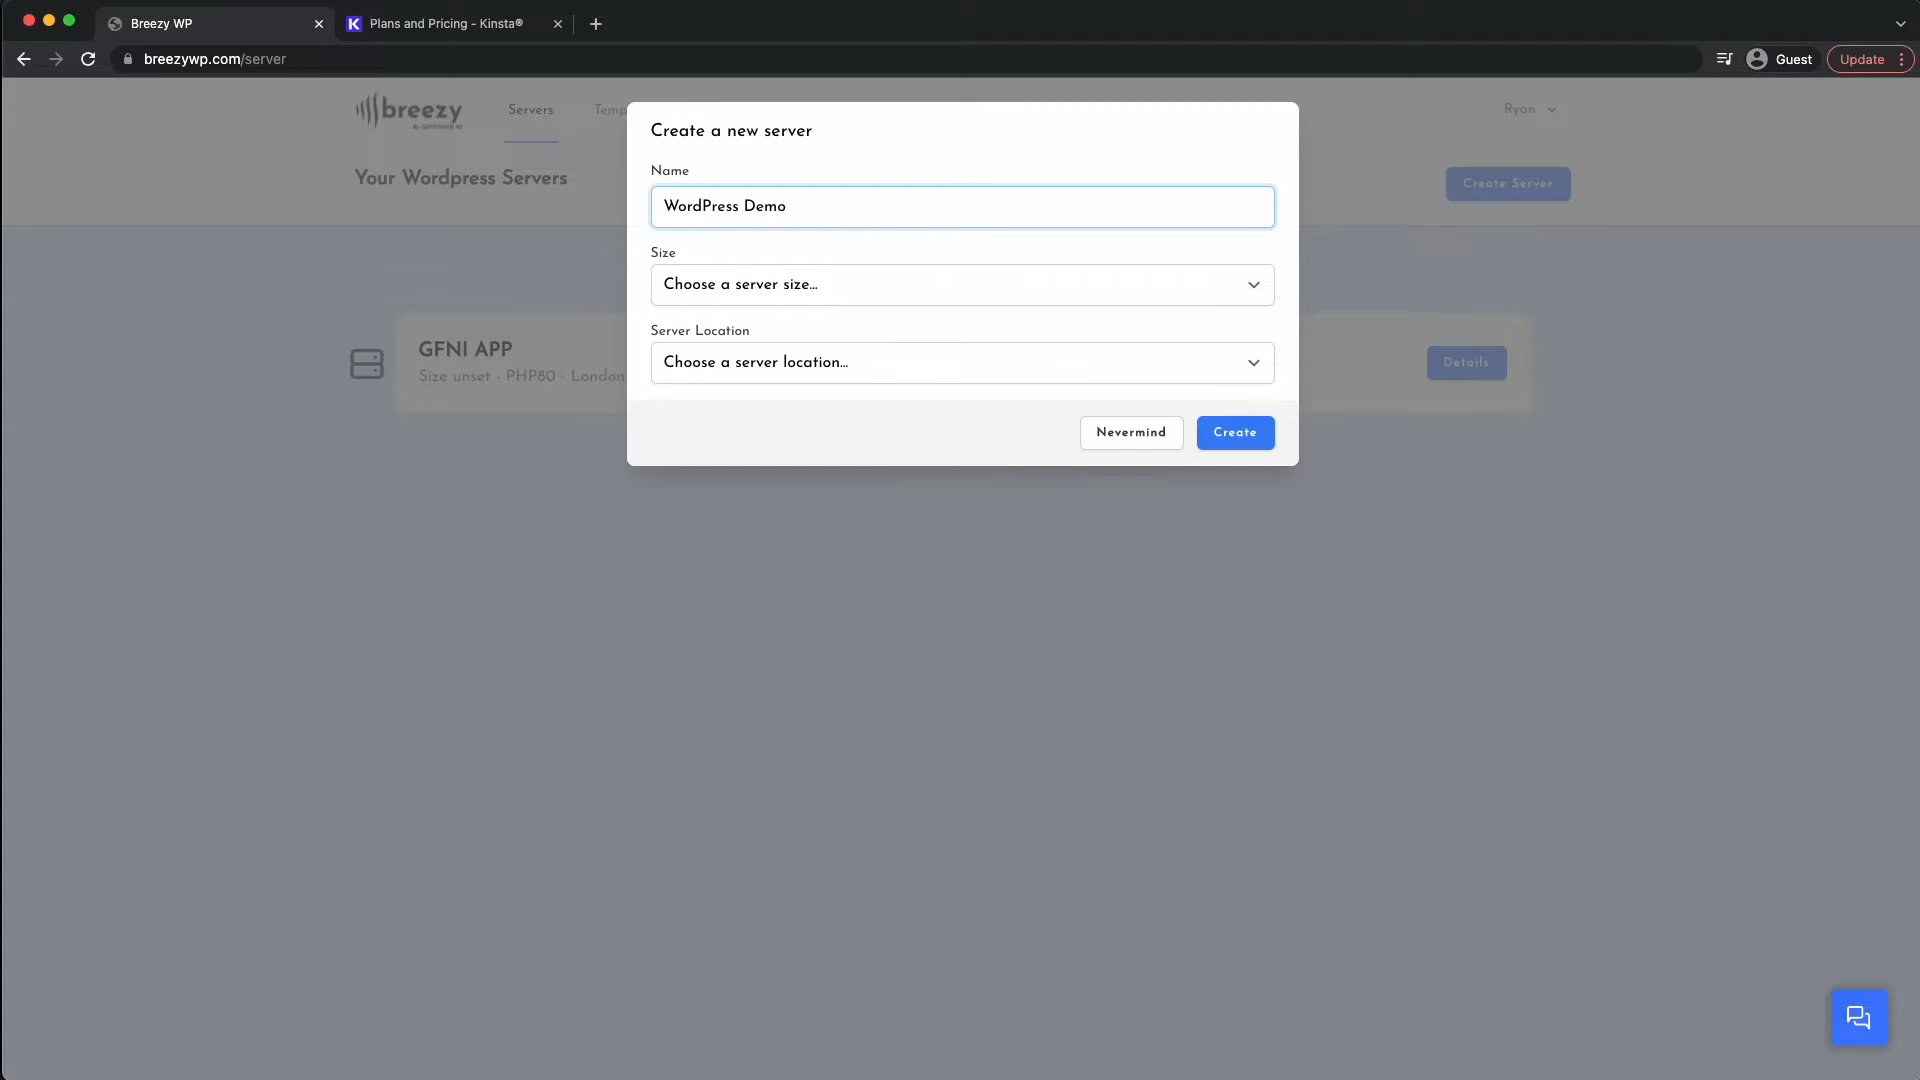 Breezy WP
Plans and Pricing - Kinsta®
breezywp.com/server
Guest
Update
breezy
Servers
Temp
Ryan
Your Wordpress Servers
Create Server
Create a new server
Name
WordPress Demo
Size
Choose a server size...
Server Location
Choose a server location...
Nevermind
Create
GFNI APP
Size unset - PHP80 - London
Details